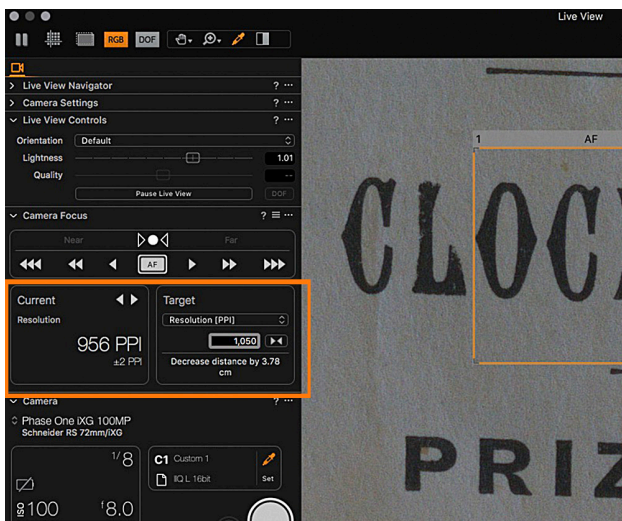 Live View
RGB DOF
Live View Navigator ? ···
Camera Settings ? ···
Live View Controls ? ···
Orientation Default
Lightness 1.01
Quality --
Pause Live View DOF
Camera Focus ? ···
Near Far
AF
Current
Resolution
956 PPI
±2 PPI
Target
Resolution [PPI]
1,050
Decrease distance by 3.78
cm
Camera ? ···
Phase One iXG 100MP
Schneider RS 72mm/iXG
1/8
ISO 100 f8.0
C1 Custom 1
IIQ L 16bit Set
1 AF
CLOC
PRIZ